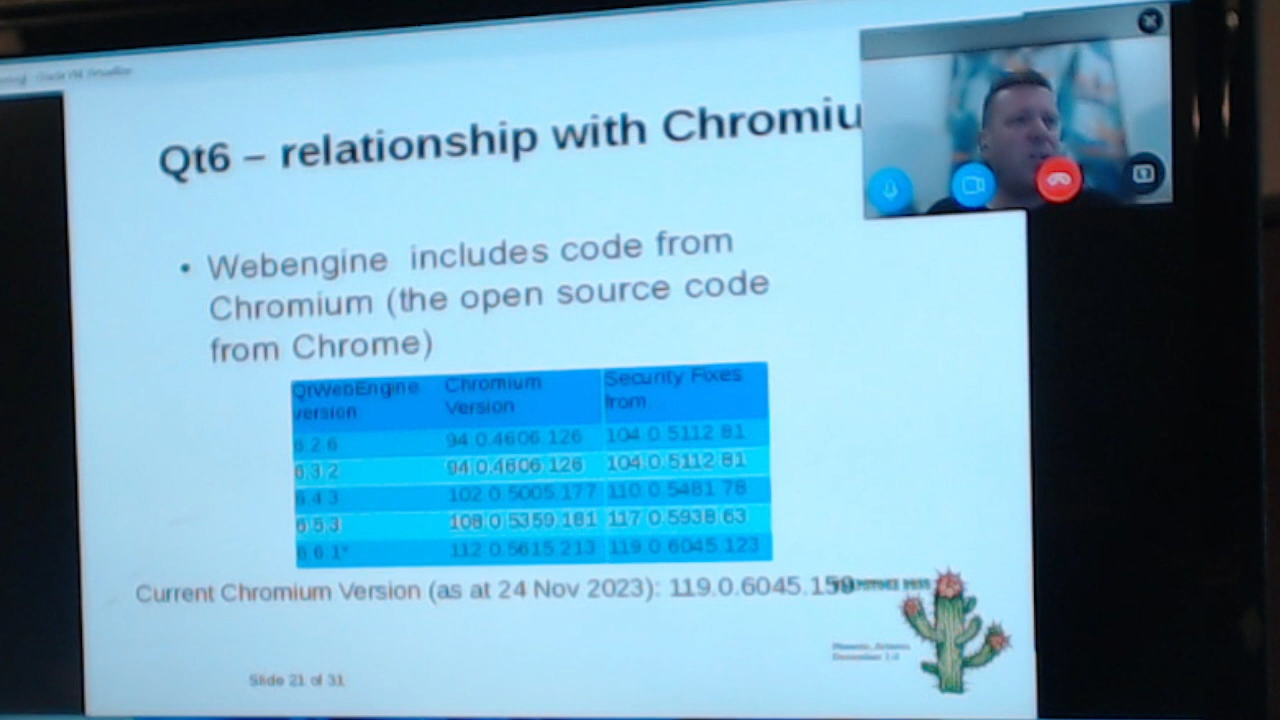 Qt6 – relationship with Chromiu
• Webengine includes code from
Chromium (the open source code
from Chrome)
QtWebEngine version Chromium Version Security Fixes from
6.2.6 94.0.4606.126 104.0.5112.81
6.3.2 94.0.4606.126 104.0.5112.81
6.4.3 102.0.5005.177 110.0.5481.78
6.5.3 108.0.5359.181 117.0.5938.63
6.6.1* 112.0.5615.213 119.0.6045.123
Current Chromium Version (as at 24 Nov 2023): 119.0.6045.159
Phoenix, Arizona
December
Slide 21 of 31